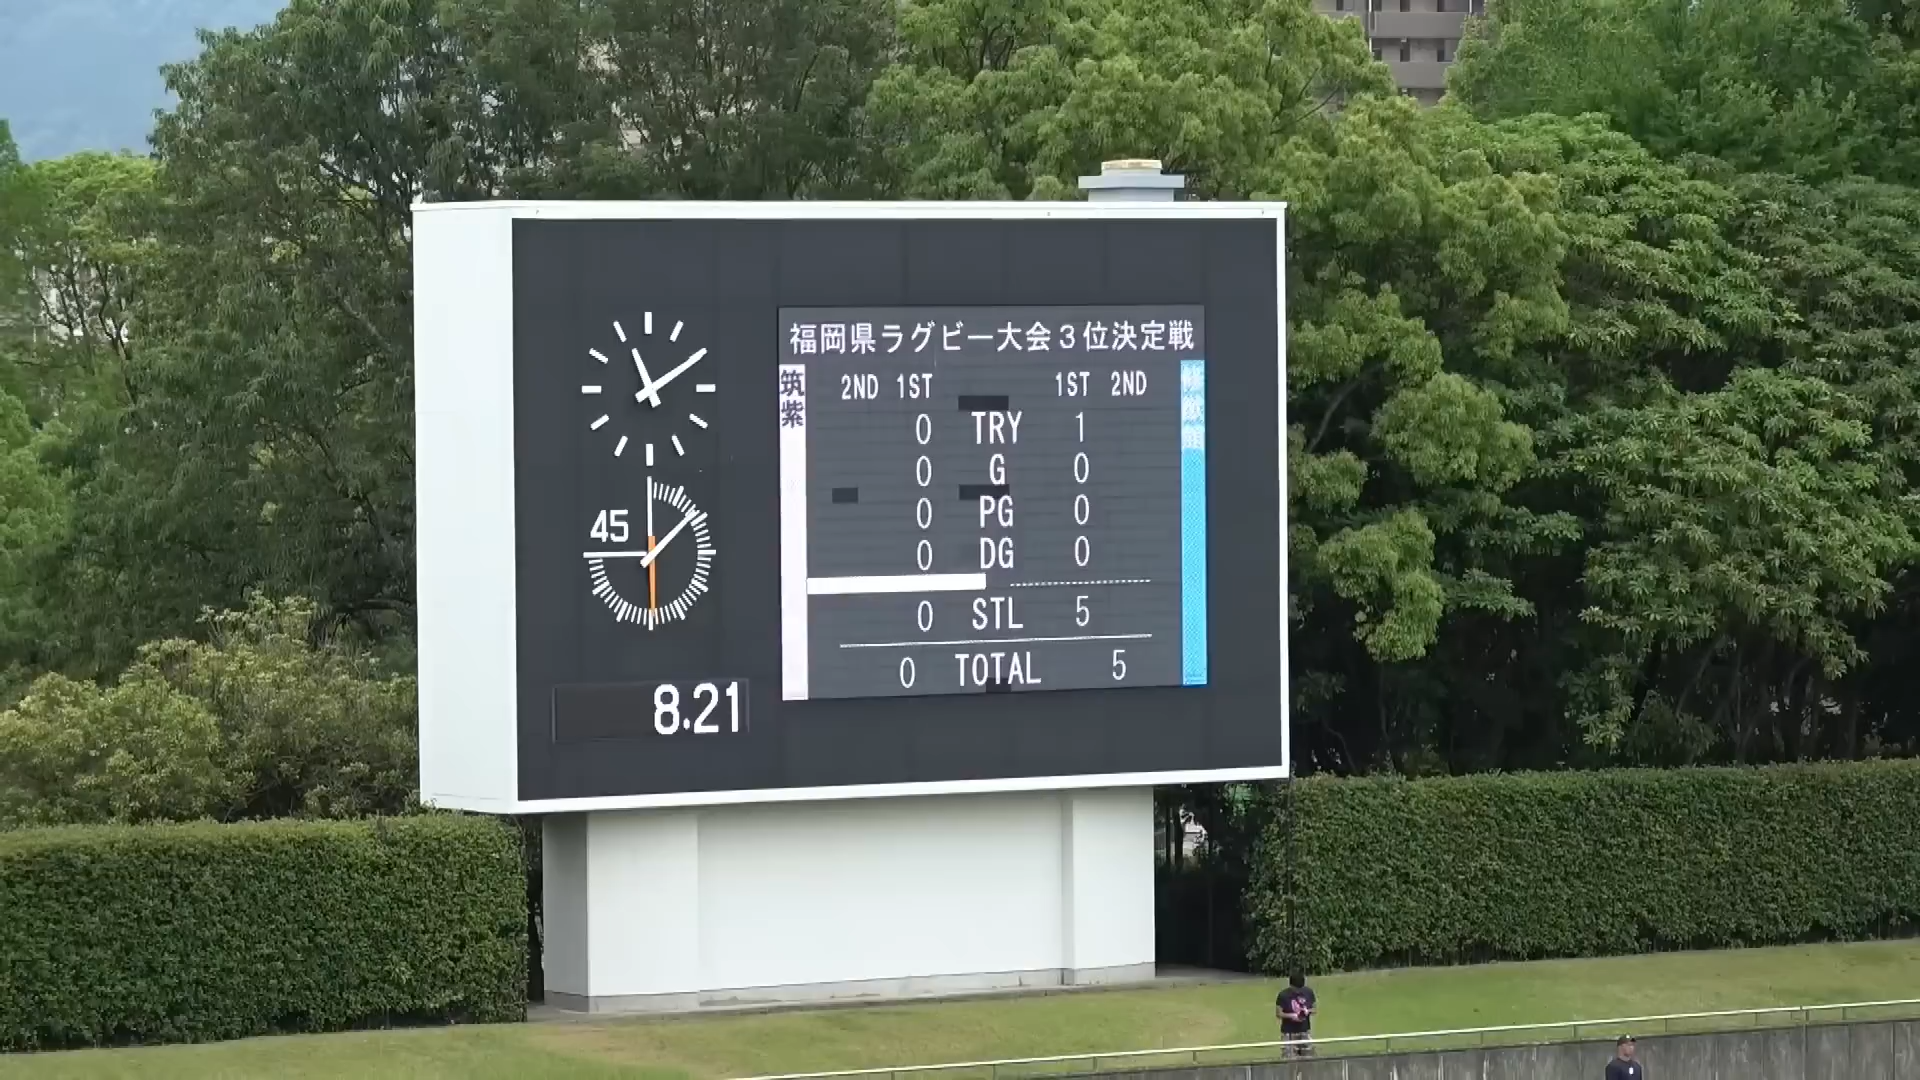 福岡県ラグビー大会3位決定戦
筑紫
2ND 1ST 1ST 2ND
0 TRY 1
0 G 0
0 PG 0
0 DG 0
0 STL 5
0 TOTAL 5
45
8.21